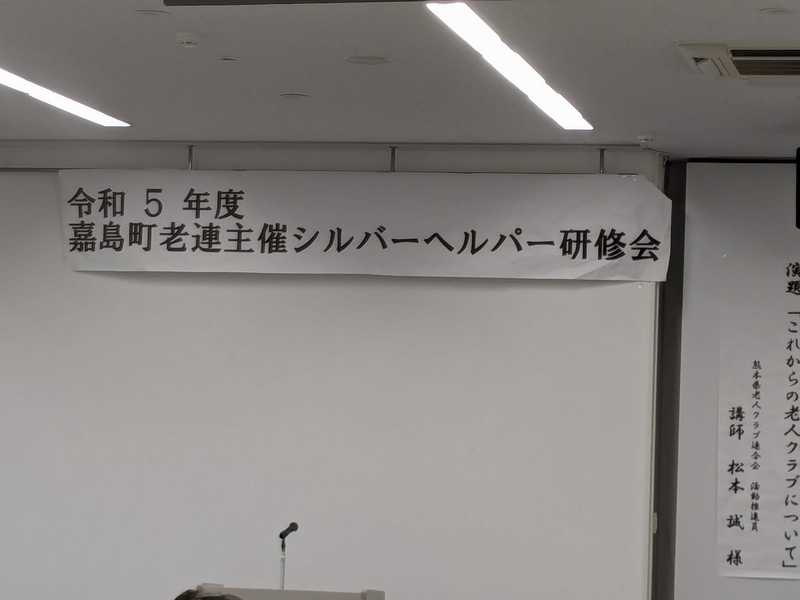 令和 5 年度
嘉島町老連主催シルバーヘルパー研修会
演題 「これからの老人クラブについて」
熊本県老人クラブ連合会 活動推進員
講師 松本 誠 様